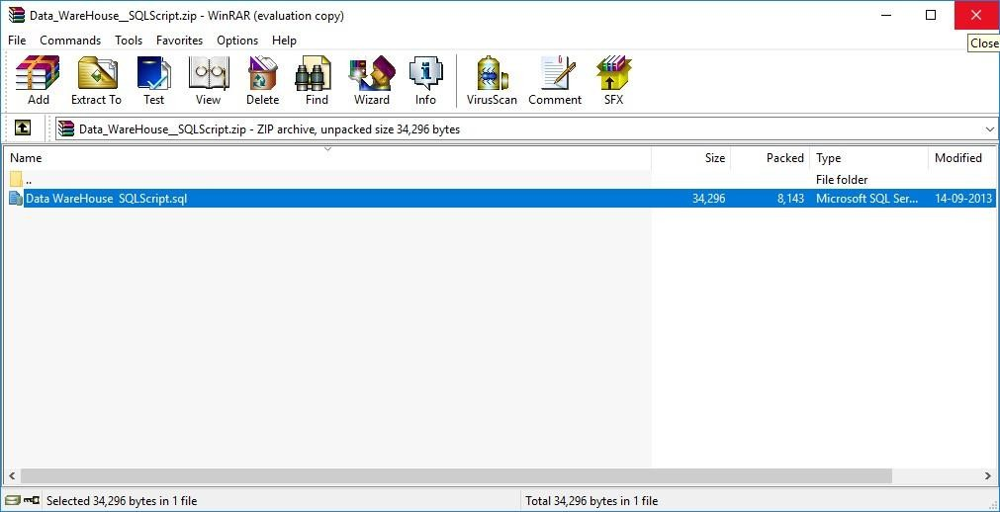 Data_WareHouse__SQLScript.zip - WinRAR (evaluation copy)
File Commands Tools Favorites Options Help
Close
Add Extract To Test View Delete Find Wizard Info VirusScan Comment SFX
Data_WareHouse__SQLScript.zip - ZIP archive, unpacked size 34,296 bytes
Name Size Packed Type Modified
.. File folder
Data WareHouse  SQLScript.sql 34,296 8,143 Microsoft SQL Ser... 14-09-2013
Selected 34,296 bytes in 1 file Total 34,296 bytes in 1 file